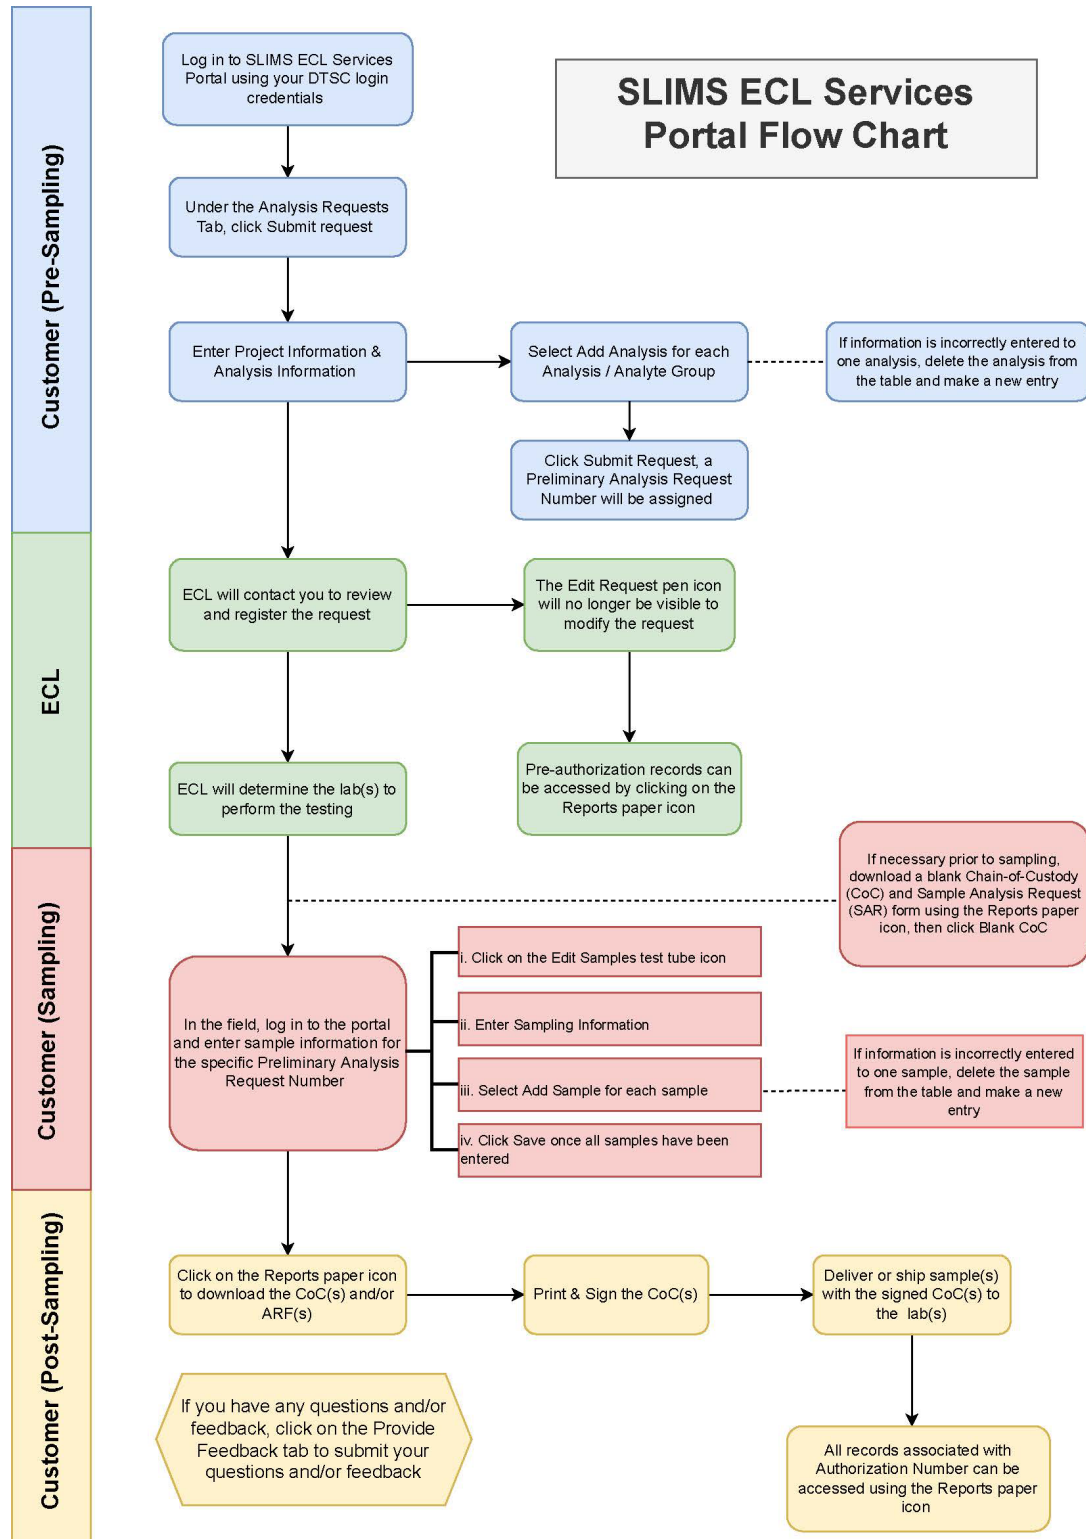 SLIMS ECL Services
Portal Flow Chart
Customer (Pre-Sampling)
Log in to SLIMS ECL Services
Portal using your DTSC login
credentials
Under the Analysis Requests
Tab, click Submit request
Enter Project Information &
Analysis Information
Select Add Analysis for each
Analysis / Analyte Group
If information is incorrectly entered to
one analysis, delete the analysis from
the table and make a new entry
Click Submit Request, a
Preliminary Analysis Request
Number will be assigned
ECL
ECL will contact you to review
and register the request
The Edit Request pen icon
will no longer be visible to
modify the request
ECL will determine the lab(s) to
perform the testing
Pre-authorization records can
be accessed by clicking on the
Reports paper icon
Customer (Sampling)
If necessary prior to sampling,
download a blank Chain-of-Custody
(CoC) and Sample Analysis Request
(SAR) form using the Reports paper
icon, then click Blank CoC
In the field, log in to the portal
and enter sample information for
the specific Preliminary Analysis
Request Number
i. Click on the Edit Samples test tube icon
ii. Enter Sampling Information
iii. Select Add Sample for each sample
iv. Click Save once all samples have been
entered
If information is incorrectly entered
to one sample, delete the sample
from the table and make a new
entry
Customer (Post-Sampling)
Click on the Reports paper icon
to download the CoC(s) and/or
ARF(s)
Print & Sign the CoC(s)
Deliver or ship sample(s)
with the signed CoC(s) to
the lab(s)
If you have any questions and/or
feedback, click on the Provide
Feedback tab to submit your
questions and/or feedback
All records associated with
Authorization Number can be
accessed using the Reports paper
icon